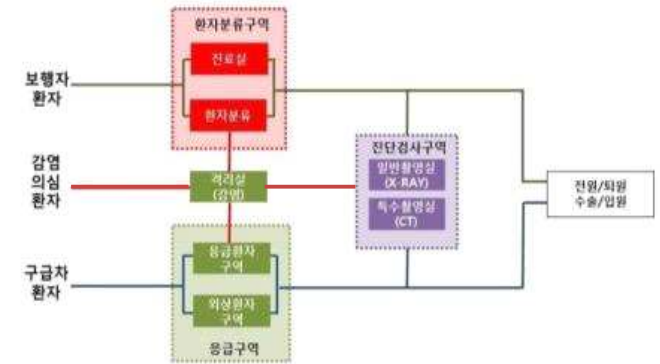 환자분류구역
진료실
환자분류
보행자
환자
감염
의심
환자
격리실
(감염)
진단검사구역
일반촬영실
(X-RAY)
특수촬영실
(CT)
전원/퇴원
수술/입원
구급차
환자
응급환자
구역
외상환자
구역
응급구역